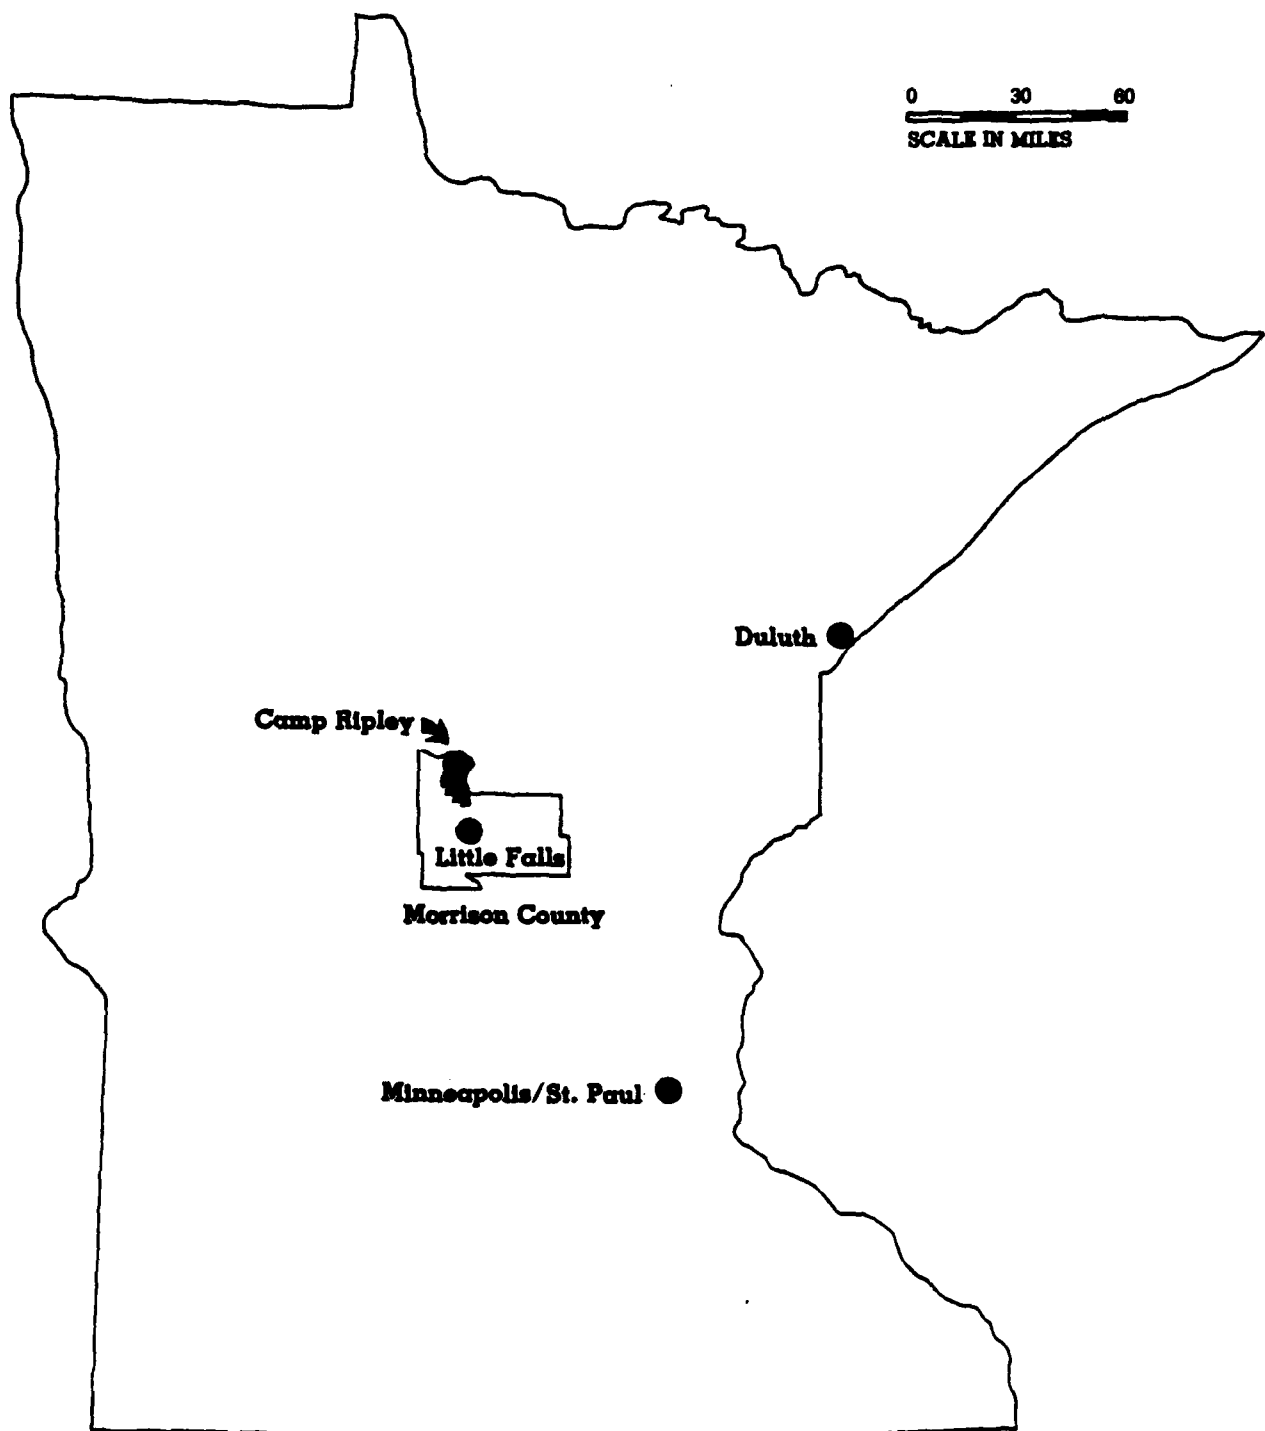 0 30 60
SCALE IN MILES
Duluth
Camp Ripley
Little Falls
Morrison County
Minneapolis/St. Paul